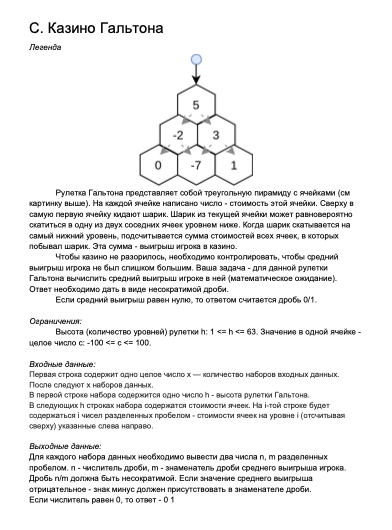 С. Казино Гальтона
Легенда
5
-2 3
0 -7 1
Рулетка Гальтона представляет собой треугольную пирамиду с ячейками (см
картинку выше). На каждой ячейке написано число - стоимость этой ячейки. Сверху в
самую первую ячейку кидают шарик. Шарик из текущей ячейки может равновероятно
скатиться в одну из двух соседних ячеек уровнем ниже. Когда шарик скатывается на
самый нижний уровень, подсчитывается сумма стоимостей всех ячеек, в которых
побывал шарик. Эта сумма - выигрыш игрока в казино.
Чтобы казино не разорилось, необходимо контролировать, чтобы средний
выигрыш игрока не был слишком большим. Ваша задача - для данной рулетки
Гальтона вычислить средний выигрыш игроке в ней (математическое ожидание).
Ответ необходимо дать в виде несократимой дроби.
Если средний выигрыш равен нулю, то ответом считается дробь 0/1.
Ограничения:
Высота (количество уровней) рулетки h: 1 <= h <= 63. Значение в одной ячейке -
целое число c: -100 <= c <= 100.
Входные данные:
Первая строка содержит одно целое число x — количество наборов входных данных.
После следуют x наборов данных.
В первой строке набора содержится одно число h - высота рулетки Гальтона.
В следующих h строках набора содержатся стоимости ячеек. На i-той строке будет
содержаться i чисел разделенных пробелом - стоимости ячеек на уровне i (отсчитывая
сверху) указанные слева направо.
Выходные данные:
Для каждого набора данных необходимо вывести два числа n, m разделенных
пробелом. n - числитель дроби, m - знаменатель дроби среднего выигрыша игрока.
Дробь n/m должна быть несократимой. Если значение среднего выигрыша
отрицательное - знак минус должен присутствовать в знаменателе дроби.
Если числитель равен 0, то ответ - 0 1